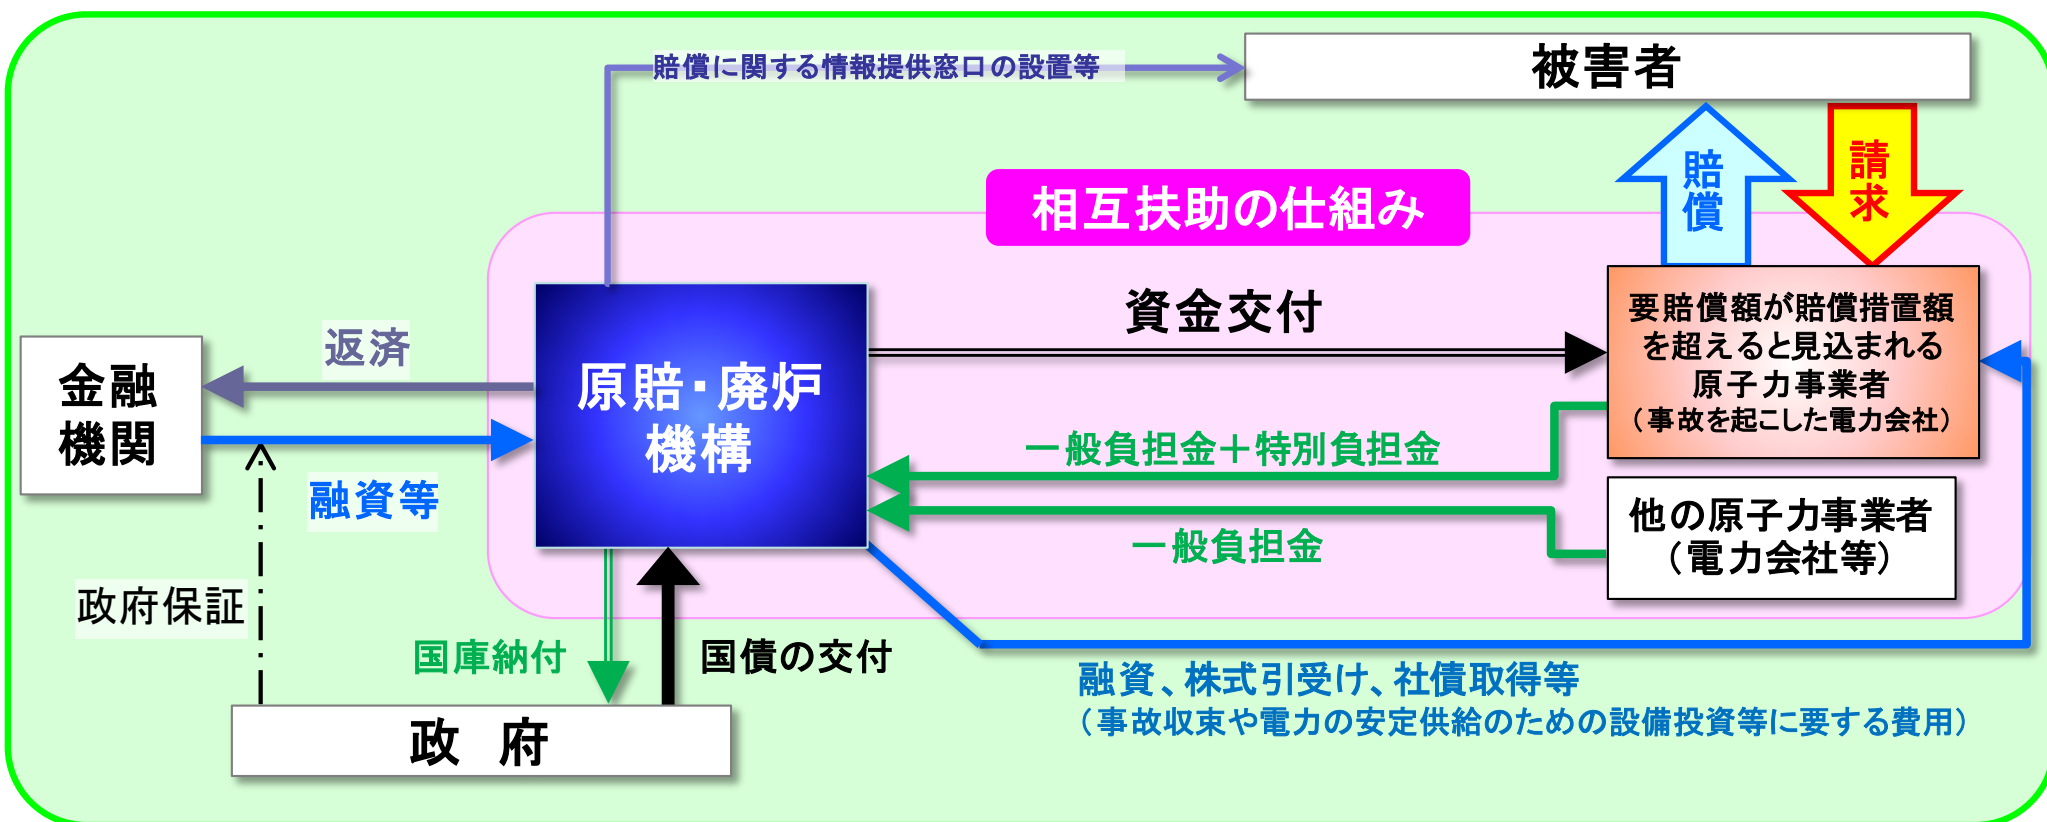 賠償に関する情報提供窓口の設置等
被害者
賠償
請求
相互扶助の仕組み
資金交付
要賠償額が賠償措置額
を超えると見込まれる
原子力事業者
（事故を起こした電力会社）
返済
金融
機関
原賠・廃炉
機構
一般負担金＋特別負担金
融資等
他の原子力事業者
（電力会社等）
一般負担金
政府保証
国庫納付
国債の交付
融資、株式引受け、社債取得等
（事故収束や電力の安定供給のための設備投資等に要する費用）
政　府